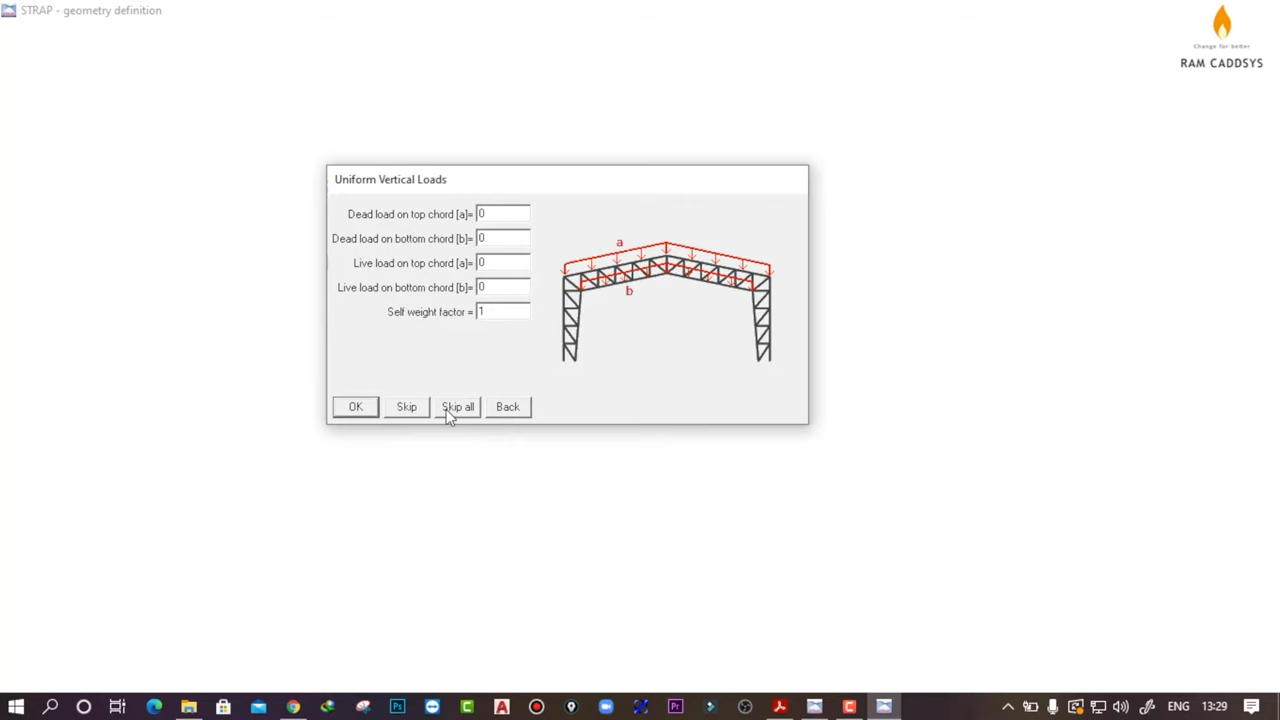 STRAP - geometry definition
Change for better
RAM CADDSYS
Uniform Vertical Loads
Dead load on top chord [a]= 0
Dead load on bottom chord [b]= 0
Live load on top chord [a]= 0
Live load on bottom chord [b]= 0
Self weight factor = 1
a
b
OK Skip Skip all Back
Ps
A
Pr
ENG 13:29